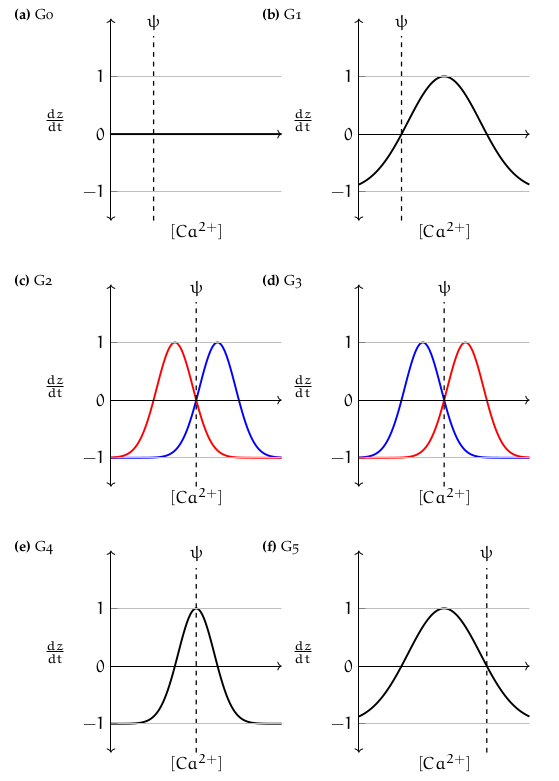 (a) G0
(b) G1
ψ
ψ
1
1
dz
dt
0
dz
dt
0
−1
−1
[Ca²⁺]
[Ca²⁺]
(c) G2
(d) G3
ψ
ψ
1
1
dz
dt
0
dz
dt
0
−1
−1
[Ca²⁺]
[Ca²⁺]
(e) G4
(f) G5
ψ
ψ
1
1
dz
dt
0
dz
dt
0
−1
−1
[Ca²⁺]
[Ca²⁺]